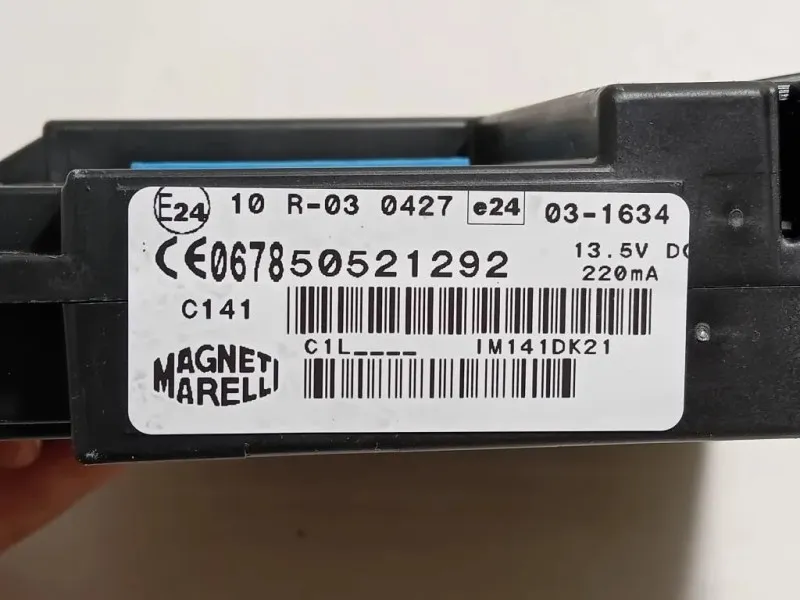 E24 10 R-03 0427 e24 03-1634
CE0678 50521292 13.5V DC
220mA
C141
C1L____ IM141DK21
MAGNETI
MARELLI